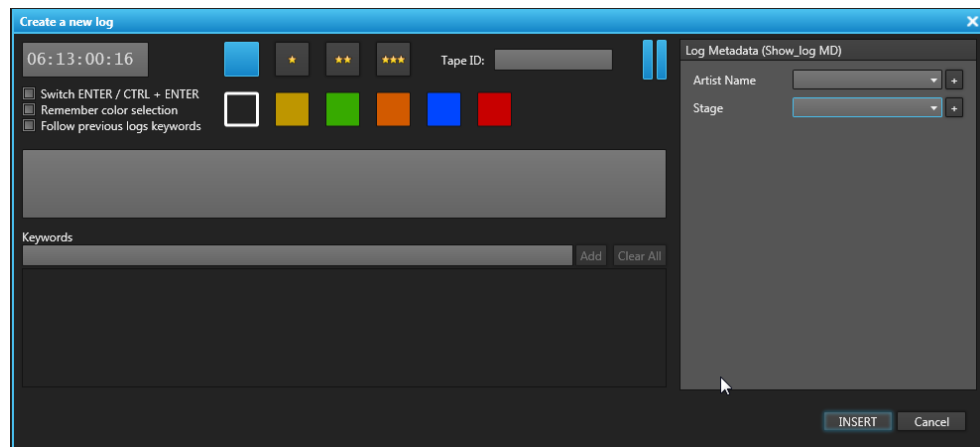 Create a new log
06:13:00:16
Tape ID:
Switch ENTER / CTRL + ENTER
Remember color selection
Follow previous logs keywords
Keywords
Add
Clear All
Log Metadata (Show_log MD)
Artist Name
+
Stage
+
INSERT
Cancel